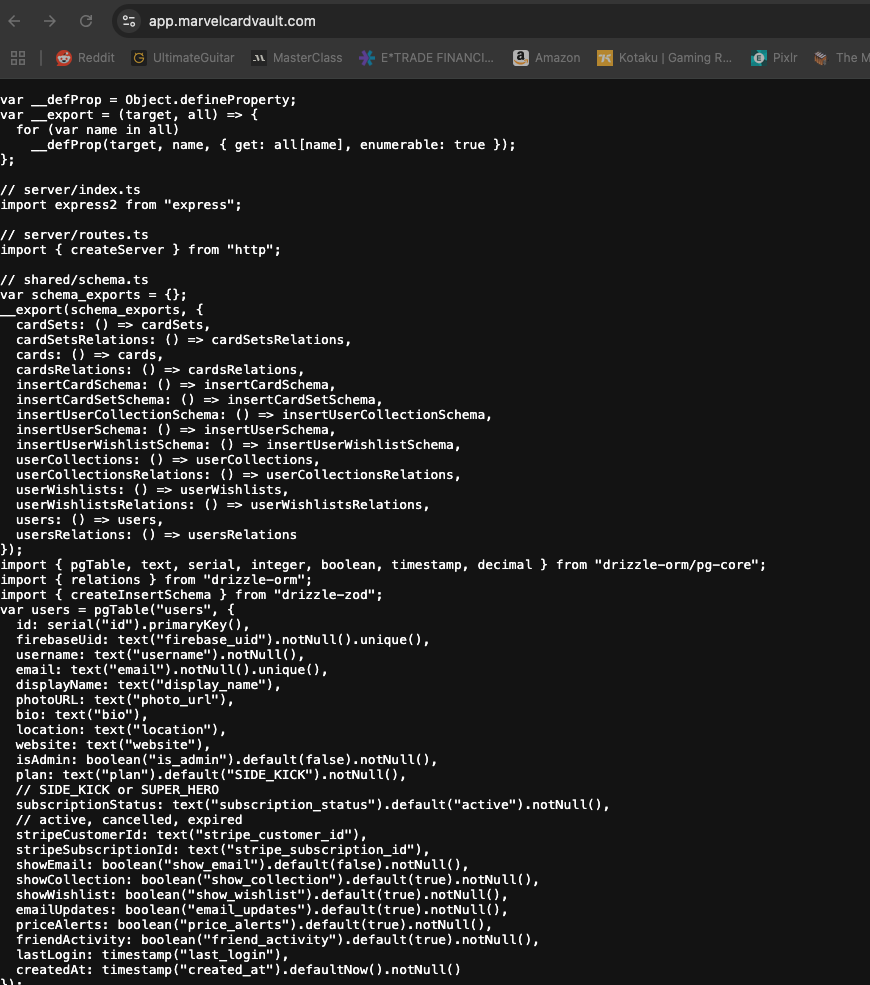 app.marvelcardvault.com
Reddit UltimateGuitar MasterClass E*TRADE FINANCI... Amazon Kotaku | Gaming R... Pixlr The M
var __defProp = Object.defineProperty;
var __export = (target, all) => {
  for (var name in all)
    __defProp(target, name, { get: all[name], enumerable: true });
};

// server/index.ts
import express2 from "express";

// server/routes.ts
import { createServer } from "http";

// shared/schema.ts
var schema_exports = {};
__export(schema_exports, {
  cardSets: () => cardSets,
  cardSetsRelations: () => cardSetsRelations,
  cards: () => cards,
  cardsRelations: () => cardsRelations,
  insertCardSchema: () => insertCardSchema,
  insertCardSetSchema: () => insertCardSetSchema,
  insertUserCollectionSchema: () => insertUserCollectionSchema,
  insertUserSchema: () => insertUserSchema,
  insertUserWishlistSchema: () => insertUserWishlistSchema,
  userCollections: () => userCollections,
  userCollectionsRelations: () => userCollectionsRelations,
  userWishlists: () => userWishlists,
  userWishlistsRelations: () => userWishlistsRelations,
  users: () => users,
  usersRelations: () => usersRelations
});
import { pgTable, text, serial, integer, boolean, timestamp, decimal } from "drizzle-orm/pg-core";
import { relations } from "drizzle-orm";
import { createInsertSchema } from "drizzle-zod";
var users = pgTable("users", {
  id: serial("id").primaryKey(),
  firebaseUid: text("firebase_uid").notNull().unique(),
  username: text("username").notNull(),
  email: text("email").notNull().unique(),
  displayName: text("display_name"),
  photoURL: text("photo_url"),
  bio: text("bio"),
  location: text("location"),
  website: text("website"),
  isAdmin: boolean("is_admin").default(false).notNull(),
  plan: text("plan").default("SIDE_KICK").notNull(),
  // SIDE_KICK or SUPER_HERO
  subscriptionStatus: text("subscription_status").default("active").notNull(),
  // active, cancelled, expired
  stripeCustomerId: text("stripe_customer_id"),
  stripeSubscriptionId: text("stripe_subscription_id"),
  showEmail: boolean("show_email").default(false).notNull(),
  showCollection: boolean("show_collection").default(true).notNull(),
  showWishlist: boolean("show_wishlist").default(true).notNull(),
  emailUpdates: boolean("email_updates").default(true).notNull(),
  priceAlerts: boolean("price_alerts").default(true).notNull(),
  friendActivity: boolean("friend_activity").default(true).notNull(),
  lastLogin: timestamp("last_login"),
  createdAt: timestamp("created_at").defaultNow().notNull()
});